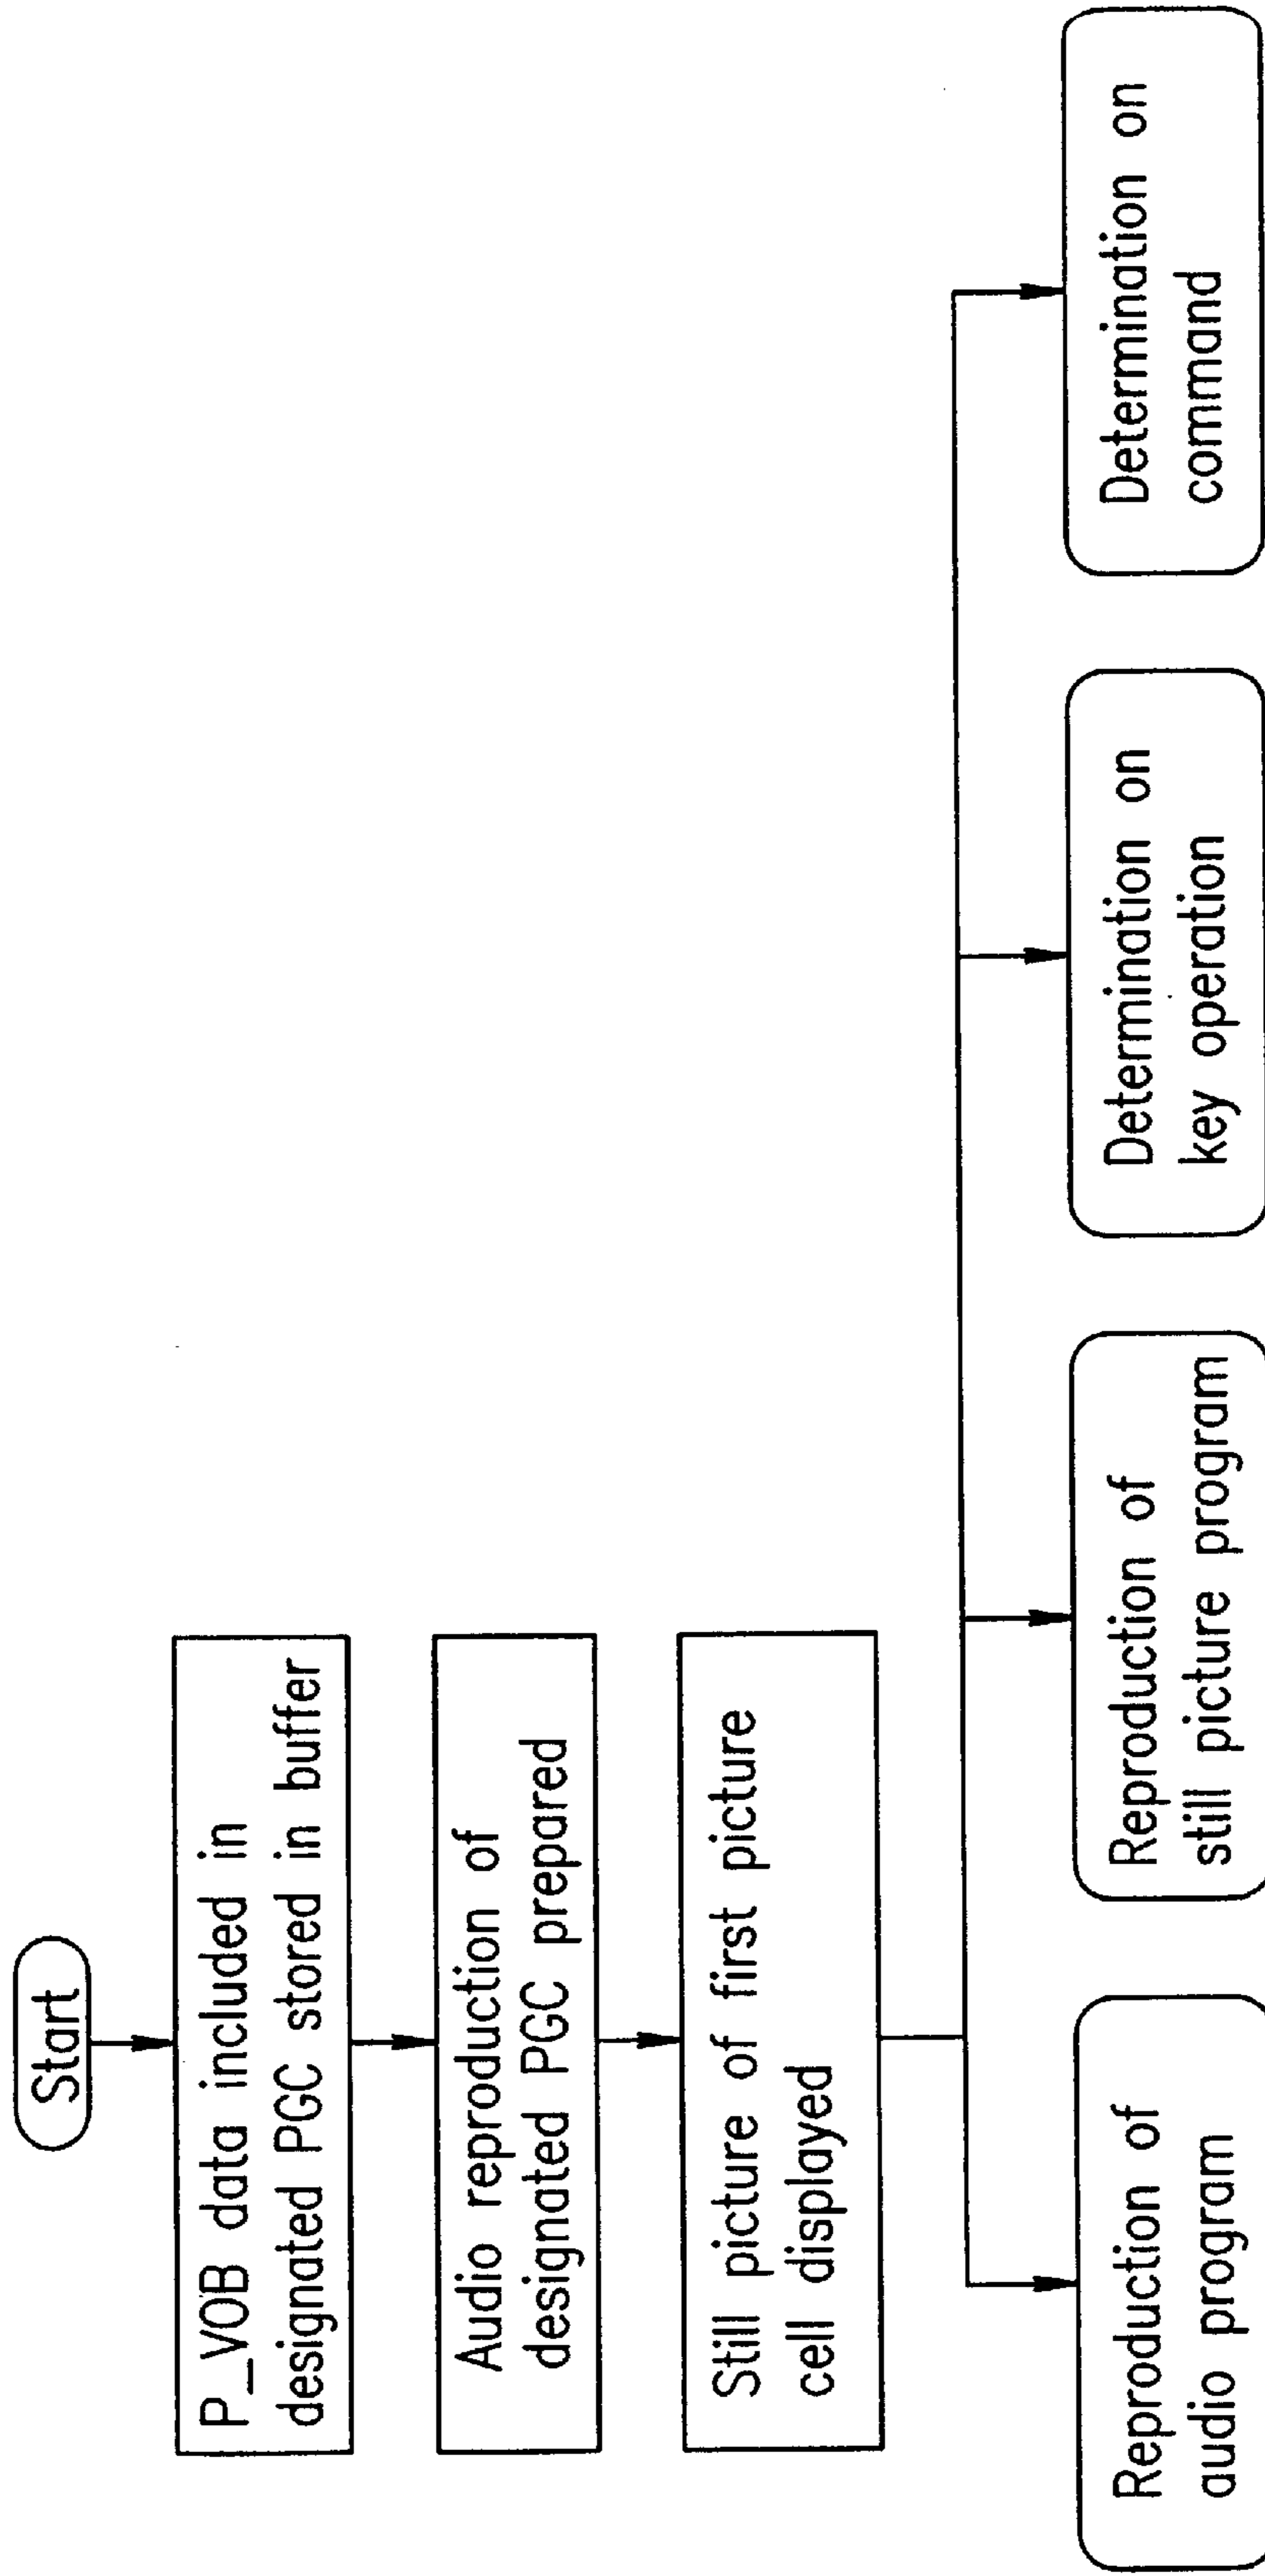 Start
P_VOB data included in
designated PGC stored in buffer
Audio reproduction of
designated PGC prepared
Still picture of first picture
cell displayed
Reproduction of
audio program
Reproduction of
still picture program
Determination on
key operation
Determination on
command